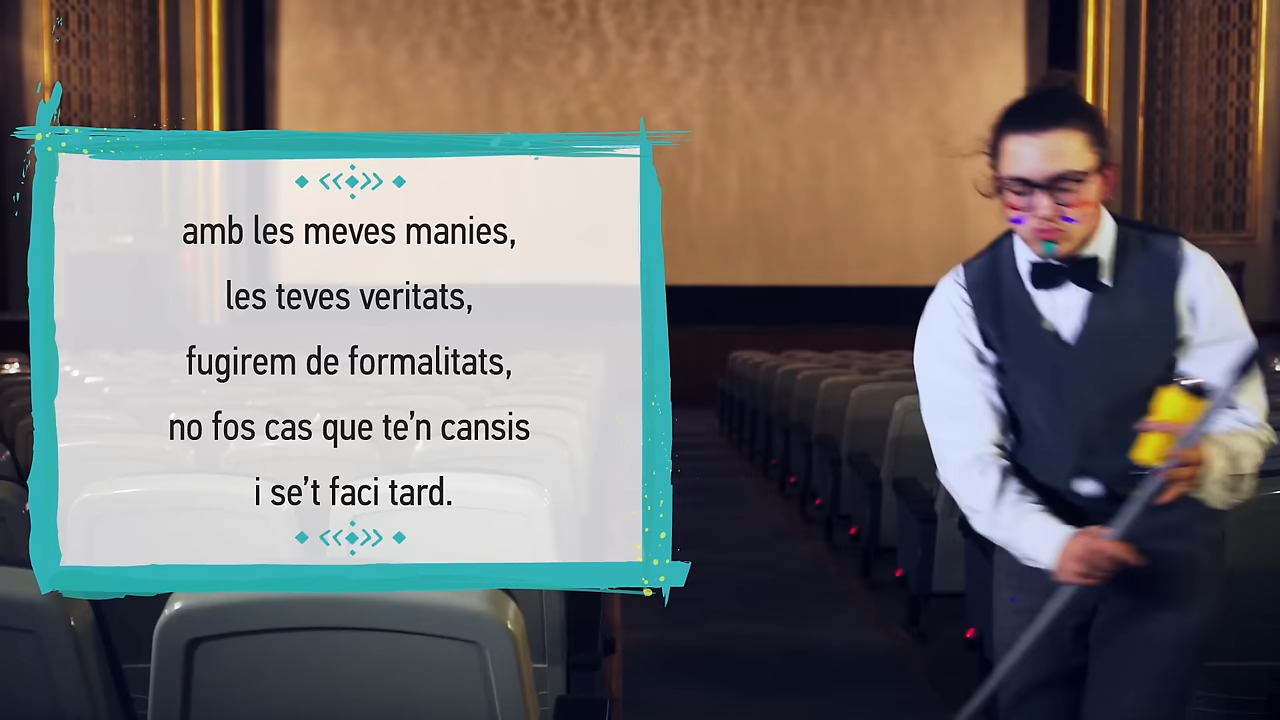 amb les meves manies,
les teves veritats,
fugirem de formalitats,
no fos cas que te’n cansis
i se’t faci tard.